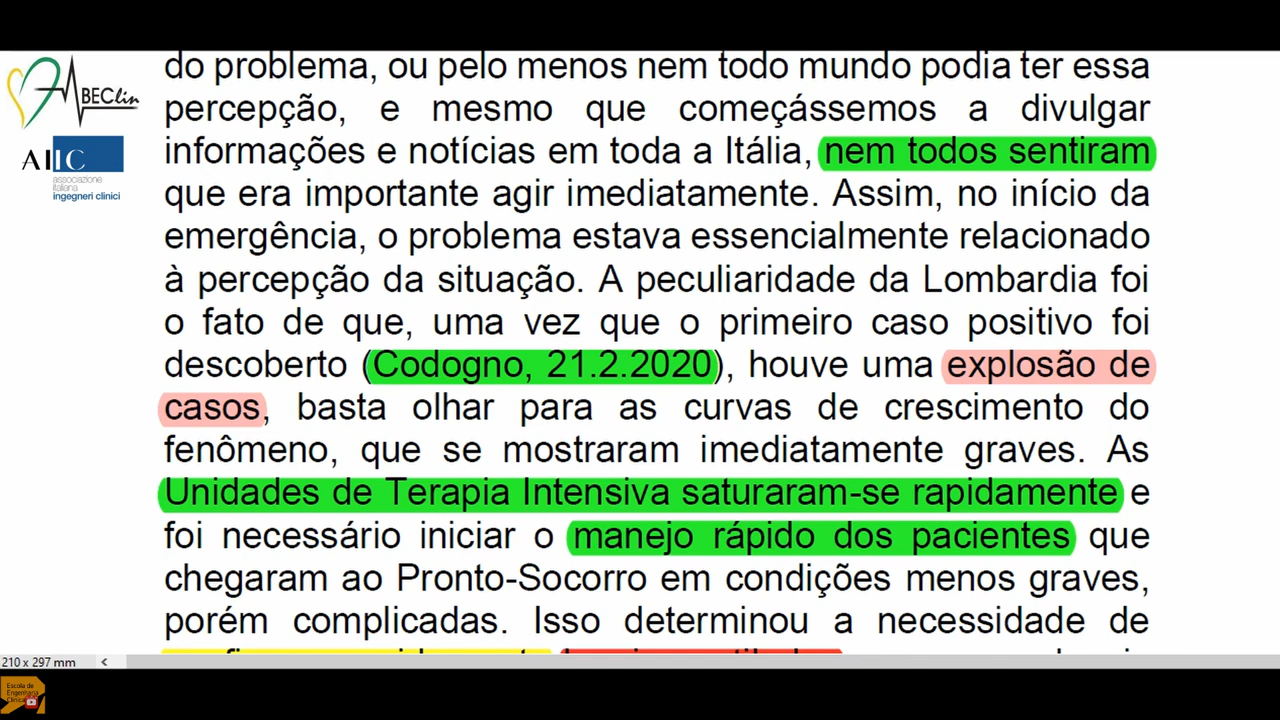 do problema, ou pelo menos nem todo mundo podia ter essa
percepção, e mesmo que começássemos a divulgar
informações e notícias em toda a Itália, nem todos sentiram
que era importante agir imediatamente. Assim, no início da
emergência, o problema estava essencialmente relacionado
à percepção da situação. A peculiaridade da Lombardia foi
o fato de que, uma vez que o primeiro caso positivo foi
descoberto (Codogno, 21.2.2020), houve uma explosão de
casos, basta olhar para as curvas de crescimento do
fenômeno, que se mostraram imediatamente graves. As
Unidades de Terapia Intensiva saturaram-se rapidamente e
foi necessário iniciar o manejo rápido dos pacientes que
chegaram ao Pronto-Socorro em condições menos graves,
porém complicadas. Isso determinou a necessidade de
ABEClin
AIIC
associazione
italiana
ingegneri clinici
210 x 297 mm
Escola de
Engenharia
Clínica